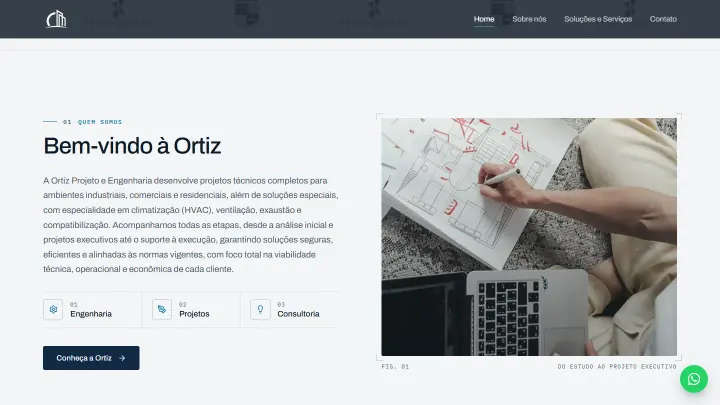 Home
Sobre nós
Soluções e Serviços
Contato
01 QUEM SOMOS
Bem-vindo à Ortiz
A Ortiz Projeto e Engenharia desenvolve projetos técnicos completos para
ambientes industriais, comerciais e residenciais, além de soluções especiais,
com especialidade em climatização (HVAC), ventilação, exaustão e
compatibilização. Acompanhamos todas as etapas, desde a análise inicial e
projetos executivos até o suporte à execução, garantindo soluções seguras,
eficientes e alinhadas às normas vigentes, com foco total na viabilidade
técnica, operacional e econômica de cada cliente.
01
Engenharia
02
Projetos
03
Consultoria
Conheça a Ortiz
FIG. 01
DO ESTUDO AO PROJETO EXECUTIVO